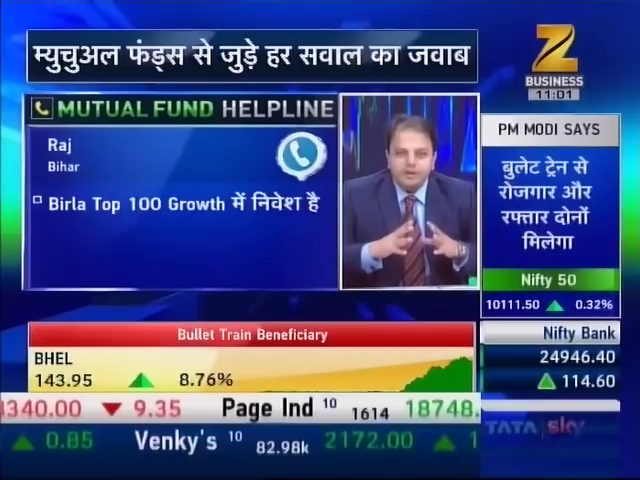 म्युचुअल फंड्स से जुड़े हर सवाल का जवाब
Z
BUSINESS
11:01
MUTUAL FUND HELPLINE
Raj
Bihar
Birla Top 100 Growth में निवेश है
PM MODI SAYS
बुलेट ट्रेन से
रोजगार और
रफ्तार दोनों
मिलेगा
Nifty 50
10111.50 0.32%
Bullet Train Beneficiary
BHEL
143.95 8.76%
Nifty Bank
24946.40
114.60
4340.00 9.35 Page Ind 10 1614 18748.
0.85 Venky's 10 82.98k 2172.00 1
TATA sky